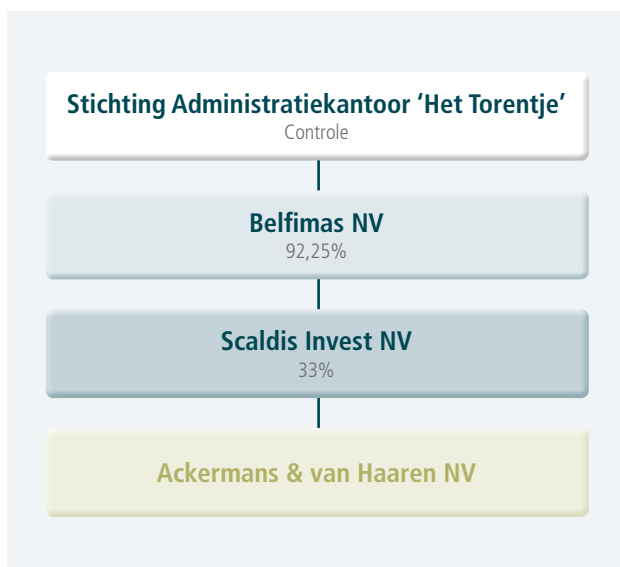 Stichting Administratiekantoor ‘Het Torentje’
Controle
Belfimas NV
92,25%
Scaldis Invest NV
33%
Ackermans & van Haaren NV